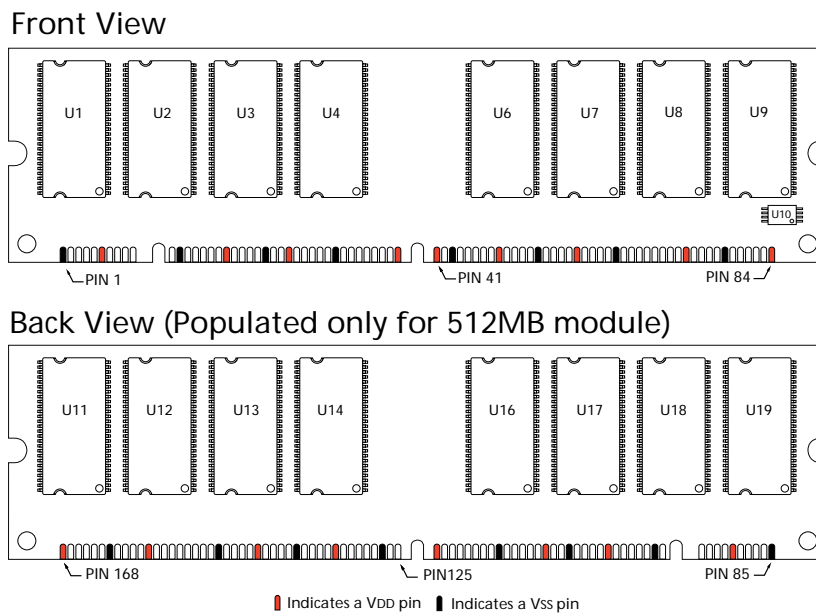 Front View
U1 U2 U3 U4 U6 U7 U8 U9
U10
PIN 1 PIN 41 PIN 84
Back View (Populated only for 512MB module)
U11 U12 U13 U14 U16 U17 U18 U19
PIN 168 PIN125 PIN 85
Indicates a VDD pin Indicates a VSS pin